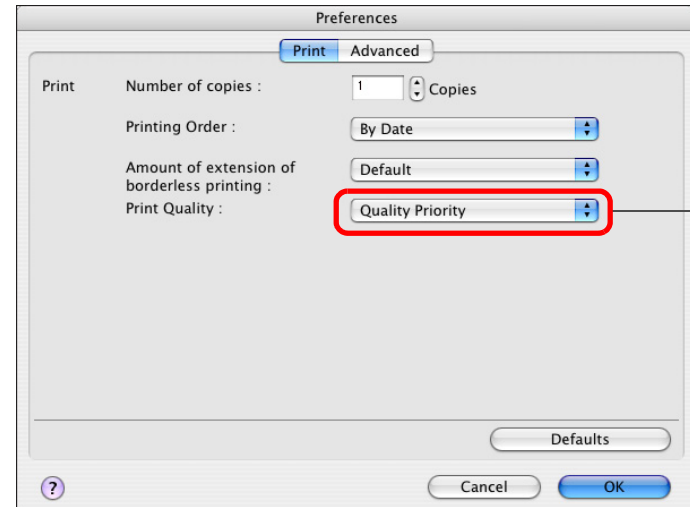 Preferences
Print Advanced
Print Number of copies : 1 Copies
Printing Order : By Date
Amount of extension of Default
borderless printing :
Print Quality : Quality Priority
Defaults
? Cancel OK